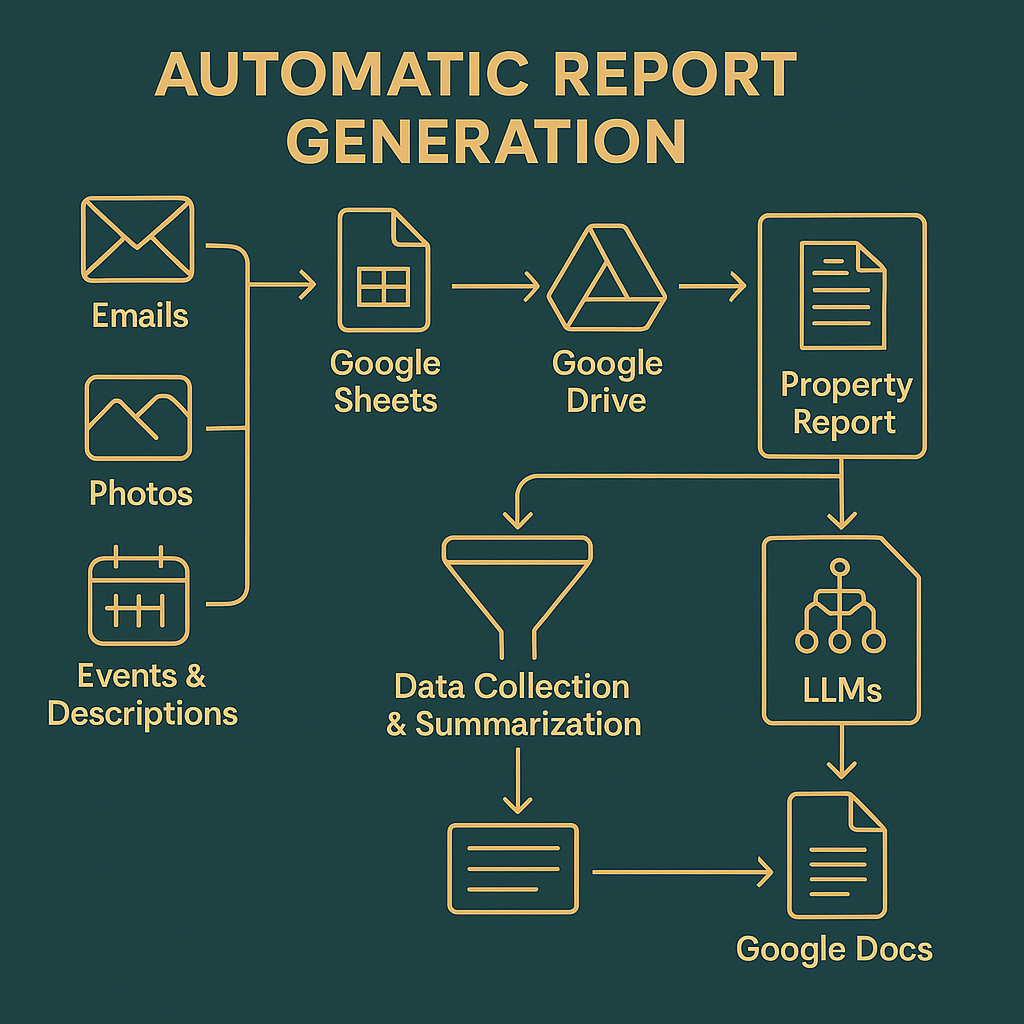 AUTOMATIC REPORT
GENERATION
Emails
Photos
Events &
Descriptions
Google
Sheets
Google
Drive
Property
Report
Data Collection
& Summarization
LLMs
Google Docs